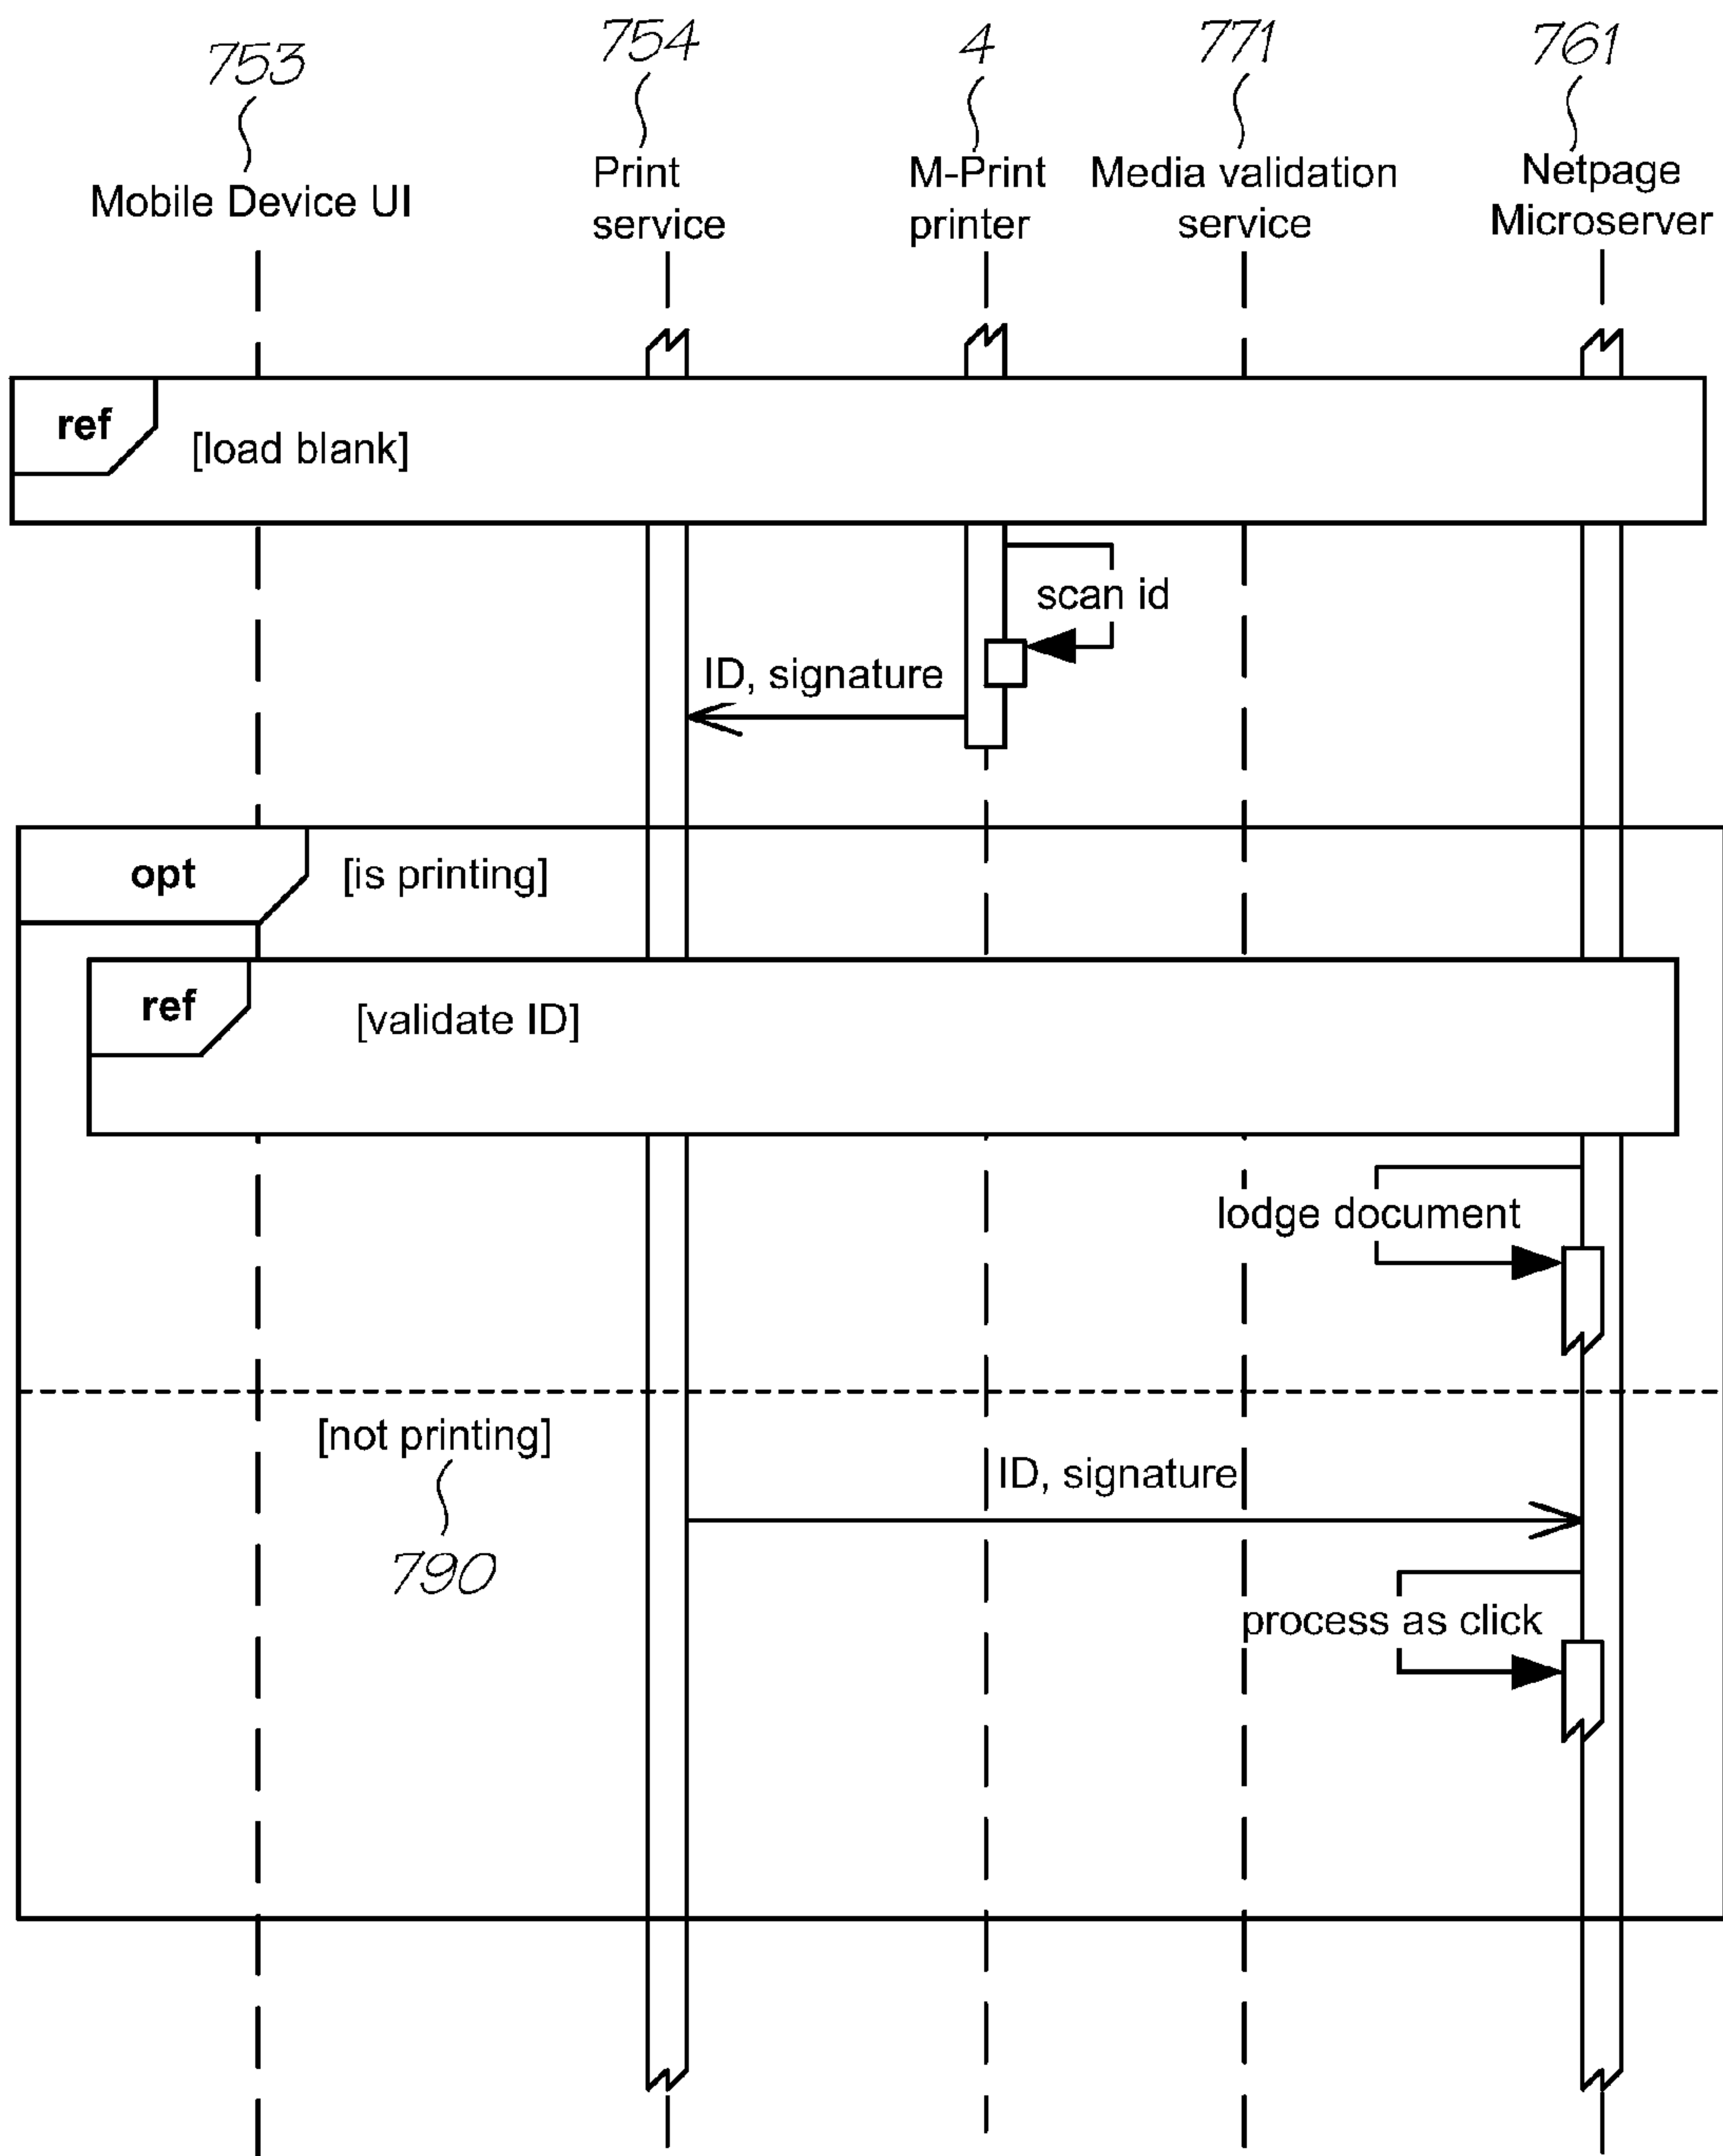 753
754
4
771
761
Mobile Device UI
Print
service
M-Print
printer
Media validation
service
Netpage
Microserver
ref
[load blank]
scan id
ID, signature
opt
[is printing]
ref
[validate ID]
lodge document
[not printing]
790
ID, signature
process as click